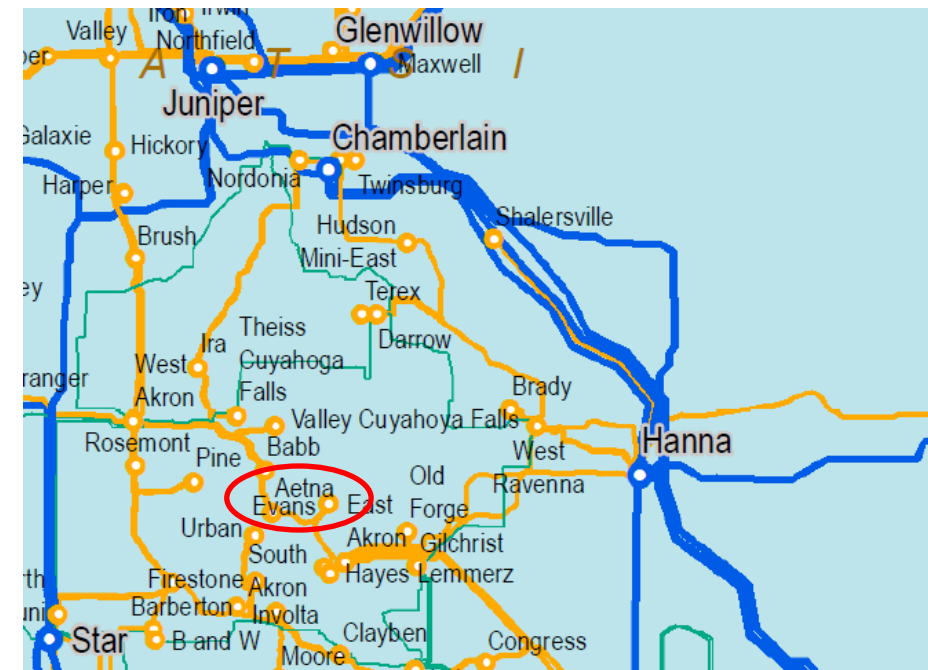 Iron Irwin
Valley
Northfield
Glenwillow
A T S I
Maxwell
Juniper
Galaxie
Hickory
Chamberlain
Harper
Nordonia
Twinsburg
Brush
Hudson
Shalersville
Mini-East
Terex
Theiss
Ira
Darrow
West
Akron
Cuyahoga
Falls
Brady
Valley Cuyahoya Falls
Rosemont
Babb
West
Ravenna
Hanna
Pine
Old
Forge
Aetna
Evans
East
Akron
Urban
Gilchrist
South
Akron
Hayes
Lemmerz
Firestone
Barberton
Involta
Star
B and W
Clayben
Congress
Moore